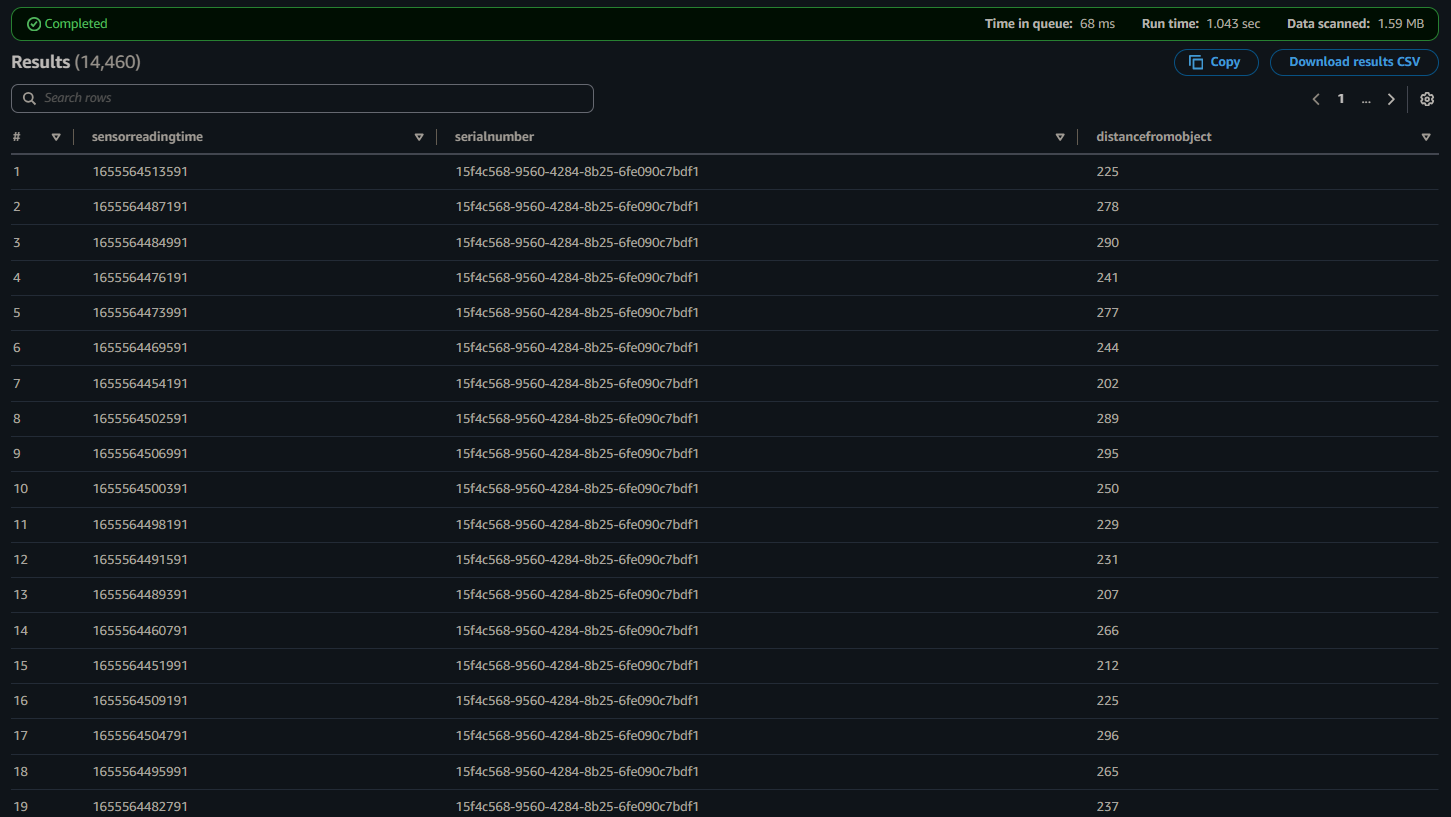 Completed Time in queue: 68 ms Run time: 1.043 sec Data scanned: 1.59 MB
Results (14,460) Copy Download results CSV
Search rows 1 ...
# sensorreadingtime serialnumber distancefromobject
1 1655564513591 15f4c568-9560-4284-8b25-6fe090c7bdf1 225
2 1655564487191 15f4c568-9560-4284-8b25-6fe090c7bdf1 278
3 1655564484991 15f4c568-9560-4284-8b25-6fe090c7bdf1 290
4 1655564476191 15f4c568-9560-4284-8b25-6fe090c7bdf1 241
5 1655564473991 15f4c568-9560-4284-8b25-6fe090c7bdf1 277
6 1655564469591 15f4c568-9560-4284-8b25-6fe090c7bdf1 244
7 1655564454191 15f4c568-9560-4284-8b25-6fe090c7bdf1 202
8 1655564502591 15f4c568-9560-4284-8b25-6fe090c7bdf1 289
9 1655564506991 15f4c568-9560-4284-8b25-6fe090c7bdf1 295
10 1655564500391 15f4c568-9560-4284-8b25-6fe090c7bdf1 250
11 1655564498191 15f4c568-9560-4284-8b25-6fe090c7bdf1 229
12 1655564491591 15f4c568-9560-4284-8b25-6fe090c7bdf1 231
13 1655564489391 15f4c568-9560-4284-8b25-6fe090c7bdf1 207
14 1655564460791 15f4c568-9560-4284-8b25-6fe090c7bdf1 266
15 1655564451991 15f4c568-9560-4284-8b25-6fe090c7bdf1 212
16 1655564509191 15f4c568-9560-4284-8b25-6fe090c7bdf1 225
17 1655564504791 15f4c568-9560-4284-8b25-6fe090c7bdf1 296
18 1655564495991 15f4c568-9560-4284-8b25-6fe090c7bdf1 265
19 1655564482791 15f4c568-9560-4284-8b25-6fe090c7bdf1 237